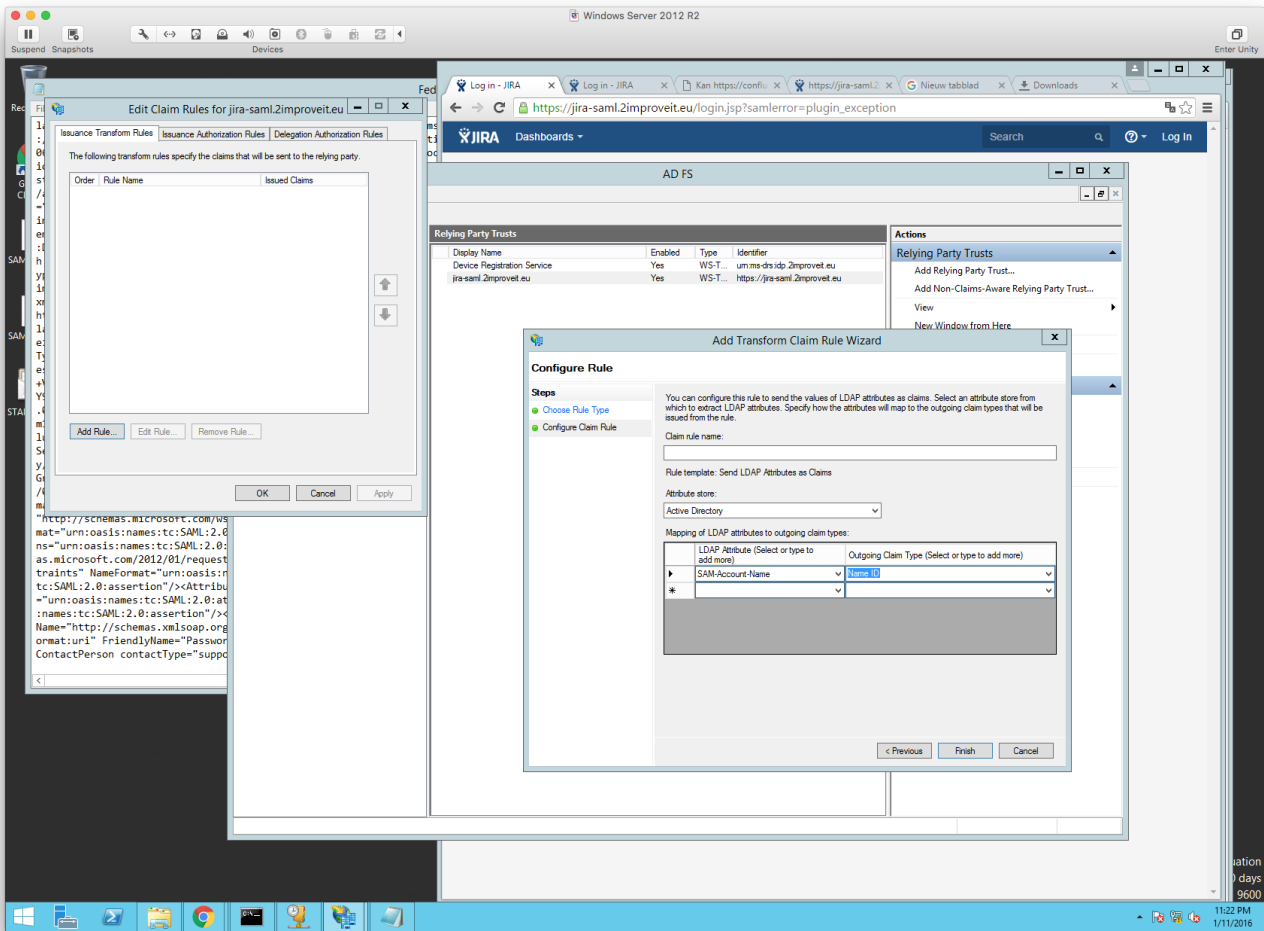 Windows Server 2012 R2
Suspend Snapshots
Devices
Enter Unity
Fed
Edit Claim Rules for jira-saml.2improveit.eu
Issuance Transform Rules
Issuance Authorization Rules
Delegation Authorization Rules
The following transform rules specify the claims that will be sent to the relying party.
Order
Rule Name
Issued Claims
Add Rule...
Edit Rule...
Remove Rule...
OK
Cancel
Apply
"http://schemas.microsoft.com/ws
mat="urn:oasis:names:tc:SAML:2.0
ns="urn:oasis:names:tc:SAML:2.0:
as.microsoft.com/2012/01/request
traints" NameFormat="urn:oasis:n
tc:SAML:2.0:assertion"/><Attribu
="urn:oasis:names:tc:SAML:2.0:at
:names:tc:SAML:2.0:assertion"/><
Name="http://schemas.xmlsoap.org
ormat:uri" FriendlyName="Passwor
ContactPerson contactType="suppo
Log in - JIRA
Log in - JIRA
Kan https://conflu
https://jira-saml.2
Nieuw tabblad
Downloads
https://jira-saml.2improveit.eu/login.jsp?samlerror=plugin_exception
JIRA
Dashboards
Search
Log In
AD FS
Relying Party Trusts
Display Name
Enabled
Type
Identifier
Device Registration Service
Yes
WS-T...
urn:ms-drs:idp.2improveit.eu
jira-saml.2improveit.eu
Yes
WS-T...
https://jira-saml.2improveit.eu
Actions
Relying Party Trusts
Add Relying Party Trust...
Add Non-Claims-Aware Relying Party Trust...
View
New Window from Here
Add Transform Claim Rule Wizard
Configure Rule
Steps
Choose Rule Type
Configure Claim Rule
You can configure this rule to send the values of LDAP attributes as claims. Select an attribute store from
which to extract LDAP attributes. Specify how the attributes will map to the outgoing claim types that will be
issued from the rule.
Claim rule name:
Rule template: Send LDAP Attributes as Claims
Attribute store:
Active Directory
Mapping of LDAP attributes to outgoing claim types:
LDAP Attribute (Select or type to
add more)
Outgoing Claim Type (Select or type to add more)
SAM-Account-Name
Name ID
< Previous
Finish
Cancel
days
9600
11:22 PM
1/11/2016